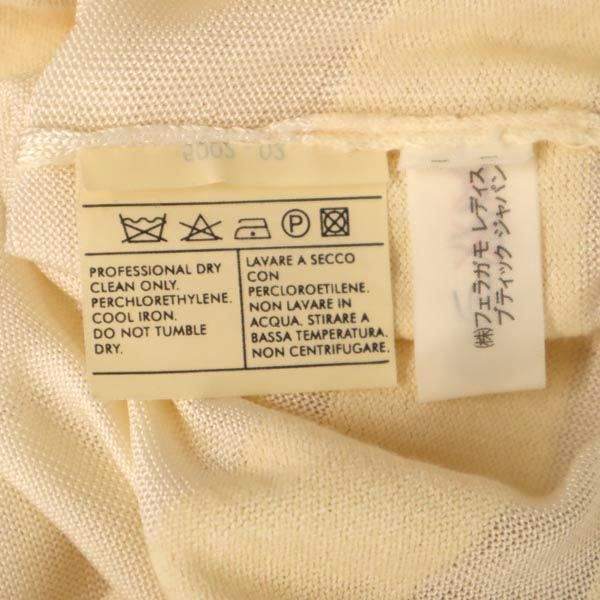 P
PROFESSIONAL DRY
CLEAN ONLY.
PERCHLORETHYLENE.
COOL IRON.
DO NOT TUMBLE
DRY.
LAVARE A SECCO
CON
PERCLOROETILENE.
NON LAVARE IN
ACQUA. STIRARE A
BASSA TEMPERATURA.
NON CENTRIFUGARE.
㈱フェラガモ レディス
ブティック ジャパン